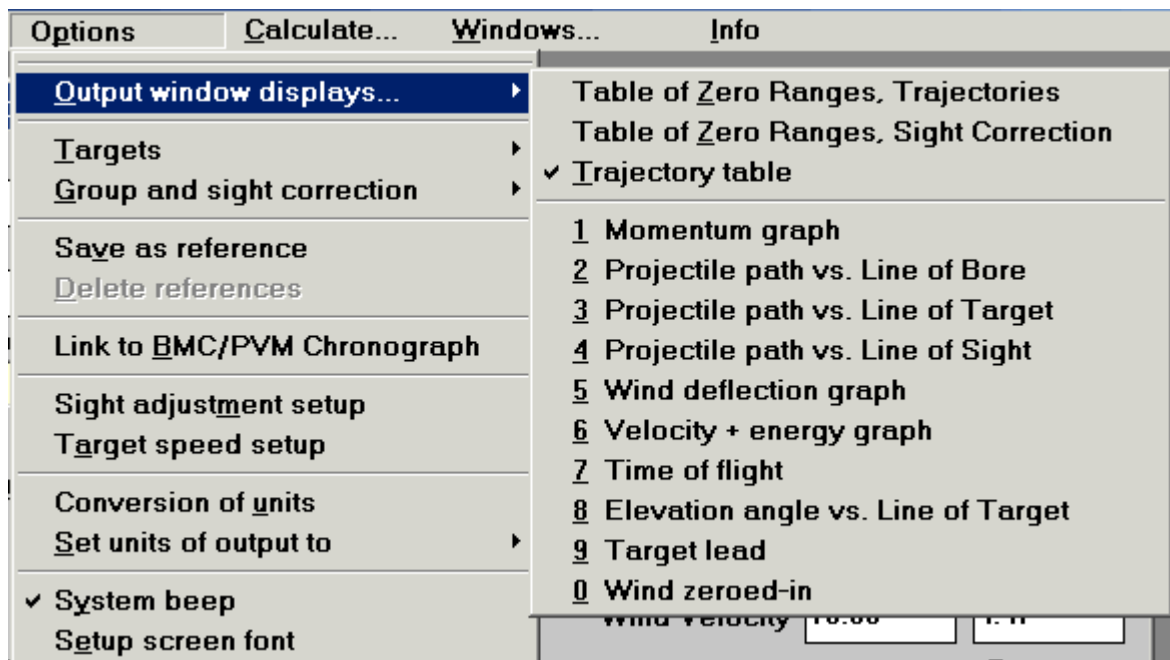 Options Calculate... Windows... Info
Output window displays...
Targets
Group and sight correction
Save as reference
Delete references
Link to BMC/PVM Chronograph
Sight adjustment setup
Target speed setup
Conversion of units
Set units of output to
System beep
Setup screen font
Table of Zero Ranges, Trajectories
Table of Zero Ranges, Sight Correction
Trajectory table
1 Momentum graph
2 Projectile path vs. Line of Bore
3 Projectile path vs. Line of Target
4 Projectile path vs. Line of Sight
5 Wind deflection graph
6 Velocity + energy graph
7 Time of flight
8 Elevation angle vs. Line of Target
9 Target lead
0 Wind zeroed-in
Wind Velocity